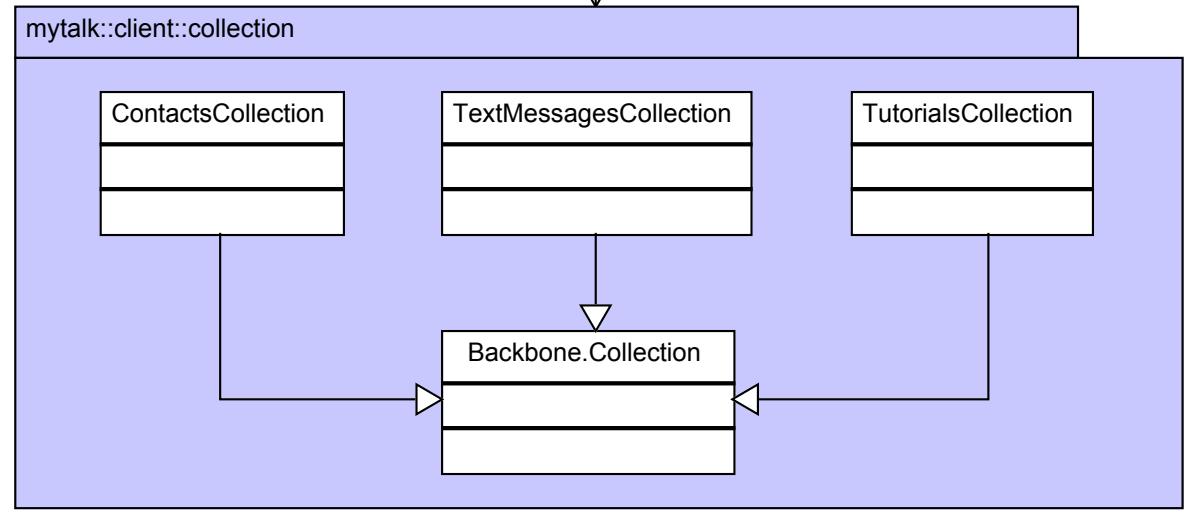 mytalk::client::collection
ContactsCollection
TextMessagesCollection
TutorialsCollection
Backbone.Collection